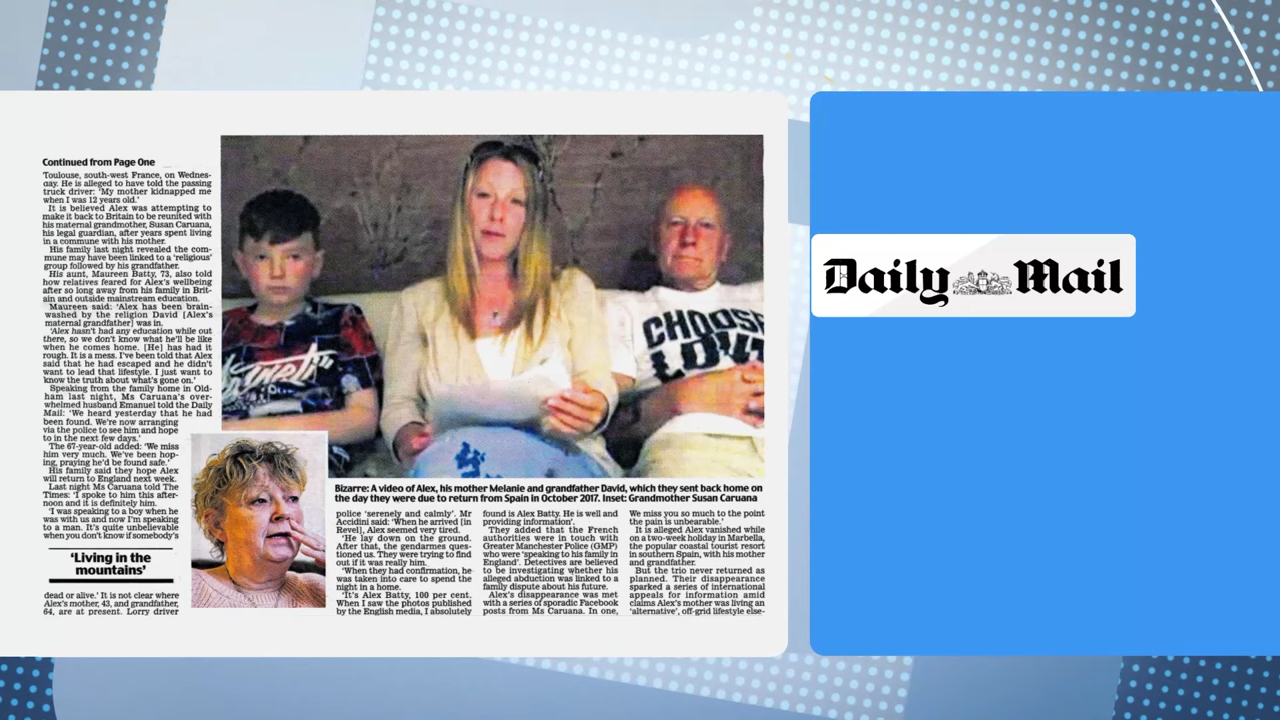 Continued from Page One
Toulouse, south-west France, on Wednes-
day. He is alleged to have told the passing
truck driver: 'My mother kidnapped me
when I was 12 years old.'
It is believed Alex was attempting to
make it back to Britain to be reunited with
his maternal grandmother, Susan Caruana,
his legal guardian, after years spent living
in a commune with his mother.
His family last night revealed the com-
mune may have been linked to a 'religious'
group followed by his grandfather.
His aunt, Maureen Batty, 73, also told
how relatives feared for Alex's wellbeing
after so long away from his family in Brit-
ain and outside mainstream education.
Maureen said: 'Alex has been brain-
washed by the religion David [Alex's
maternal grandfather] was in.
'Alex hasn't had any education while out
there, so we don't know what he'll be like
when he comes home. [He] has had it
rough. It is a mess. I've been told that Alex
said that he had escaped and he didn't
want to lead that lifestyle. I just want to
know the truth about what's gone on.'
Speaking from the family home in Old-
ham last night, Ms Caruana's over-
whelmed husband Emanuel told the Daily
Mail: 'We heard yesterday that he had
been found. We're now arranging
via the police to see him and hope
to in the next few days.'
The 67-year-old added: 'We miss
him very much. We've been hop-
ing, praying he'd be found safe.'
His family said they hope Alex
will return to England next week.
Last night Ms Caruana told The
Times: 'I spoke to him this after-
noon and it is definitely him.
'I was speaking to a boy when he
was with us and now I'm speaking
to a man. It's quite unbelievable
when you don't know if somebody's
'Living in the
mountains'
dead or alive.' It is not clear where
Alex's mother, 43, and grandfather,
64, are at present. Lorry driver
CHOOSE
Bizarre: A video of Alex, his mother Melanie and grandfather David, which they sent back home on
the day they were due to return from Spain in October 2017. Inset: Grandmother Susan Caruana
police 'serenely and calmly'. Mr
Accidini said: 'When he arrived [in
Revel], Alex seemed very tired.
'He lay down on the ground.
After that, the gendarmes ques-
tioned us. They were trying to find
out if it was really him.
'When they had confirmation, he
was taken into care to spend the
night in a home.
'It's Alex Batty, 100 per cent.
When I saw the photos published
by the English media, I absolutely
found is Alex Batty. He is well and
providing information'.
They added that the French
authorities were in touch with
Greater Manchester Police (GMP)
who were 'speaking to his family in
England'. Detectives are believed
to be investigating whether his
alleged abduction was linked to a
family dispute about his future.
Alex's disappearance was met
with a series of sporadic Facebook
posts from Ms Caruana. In one,
We miss you so much to the point
the pain is unbearable.'
It is alleged Alex vanished while
on a two-week holiday in Marbella,
the popular coastal tourist resort
in southern Spain, with his mother
and grandfather.
But the trio never returned as
planned. Their disappearance
sparked a series of international
appeals for information amid
claims Alex's mother was living an
'alternative', off-grid lifestyle else-
Daily Mail